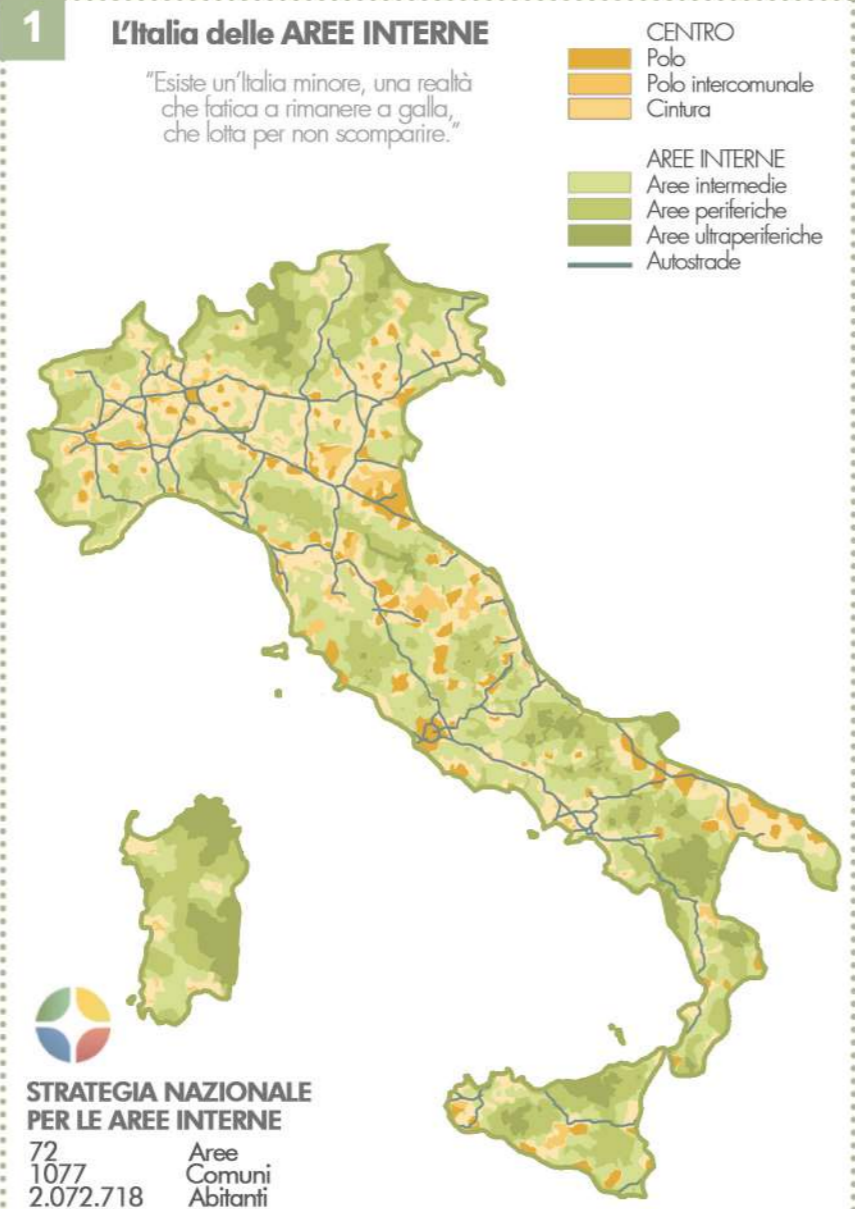 1
L'Italia delle AREE INTERNE
"Esiste un'Italia minore, una realtà
che fatica a rimanere a galla,
che lotta per non scomparire."
CENTRO
Polo
Polo intercomunale
Cintura
AREE INTERNE
Aree intermedie
Aree periferiche
Aree ultraperiferiche
Autostrade
STRATEGIA NAZIONALE
PER LE AREE INTERNE
72 Aree
1077 Comuni
2.072.718 Abitanti